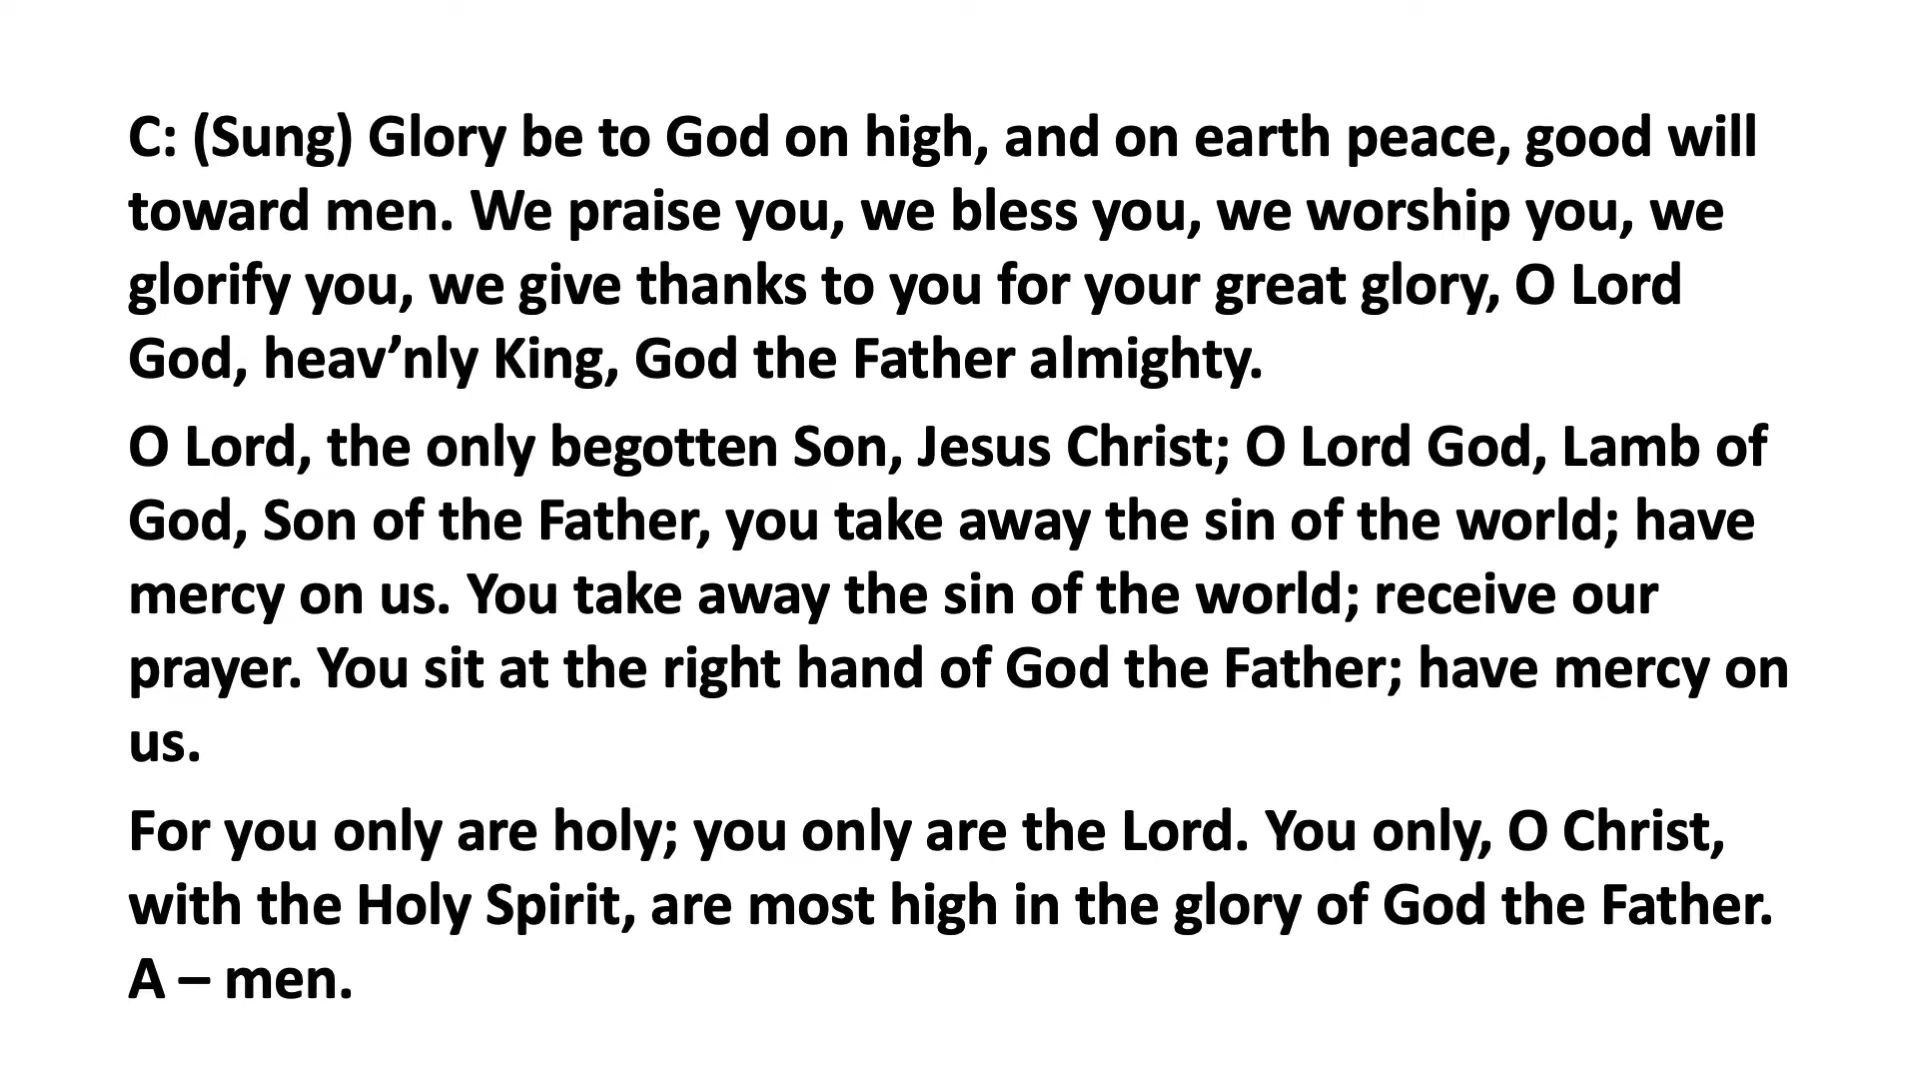 C: (Sung) Glory be to God on high, and on earth peace, good will
toward men. We praise you, we bless you, we worship you, we
glorify you, we give thanks to you for your great glory, O Lord
God, heav’nly King, God the Father almighty.
O Lord, the only begotten Son, Jesus Christ; O Lord God, Lamb of
God, Son of the Father, you take away the sin of the world; have
mercy on us. You take away the sin of the world; receive our
prayer. You sit at the right hand of God the Father; have mercy on
us.
For you only are holy; you only are the Lord. You only, O Christ,
with the Holy Spirit, are most high in the glory of God the Father.
A – men.